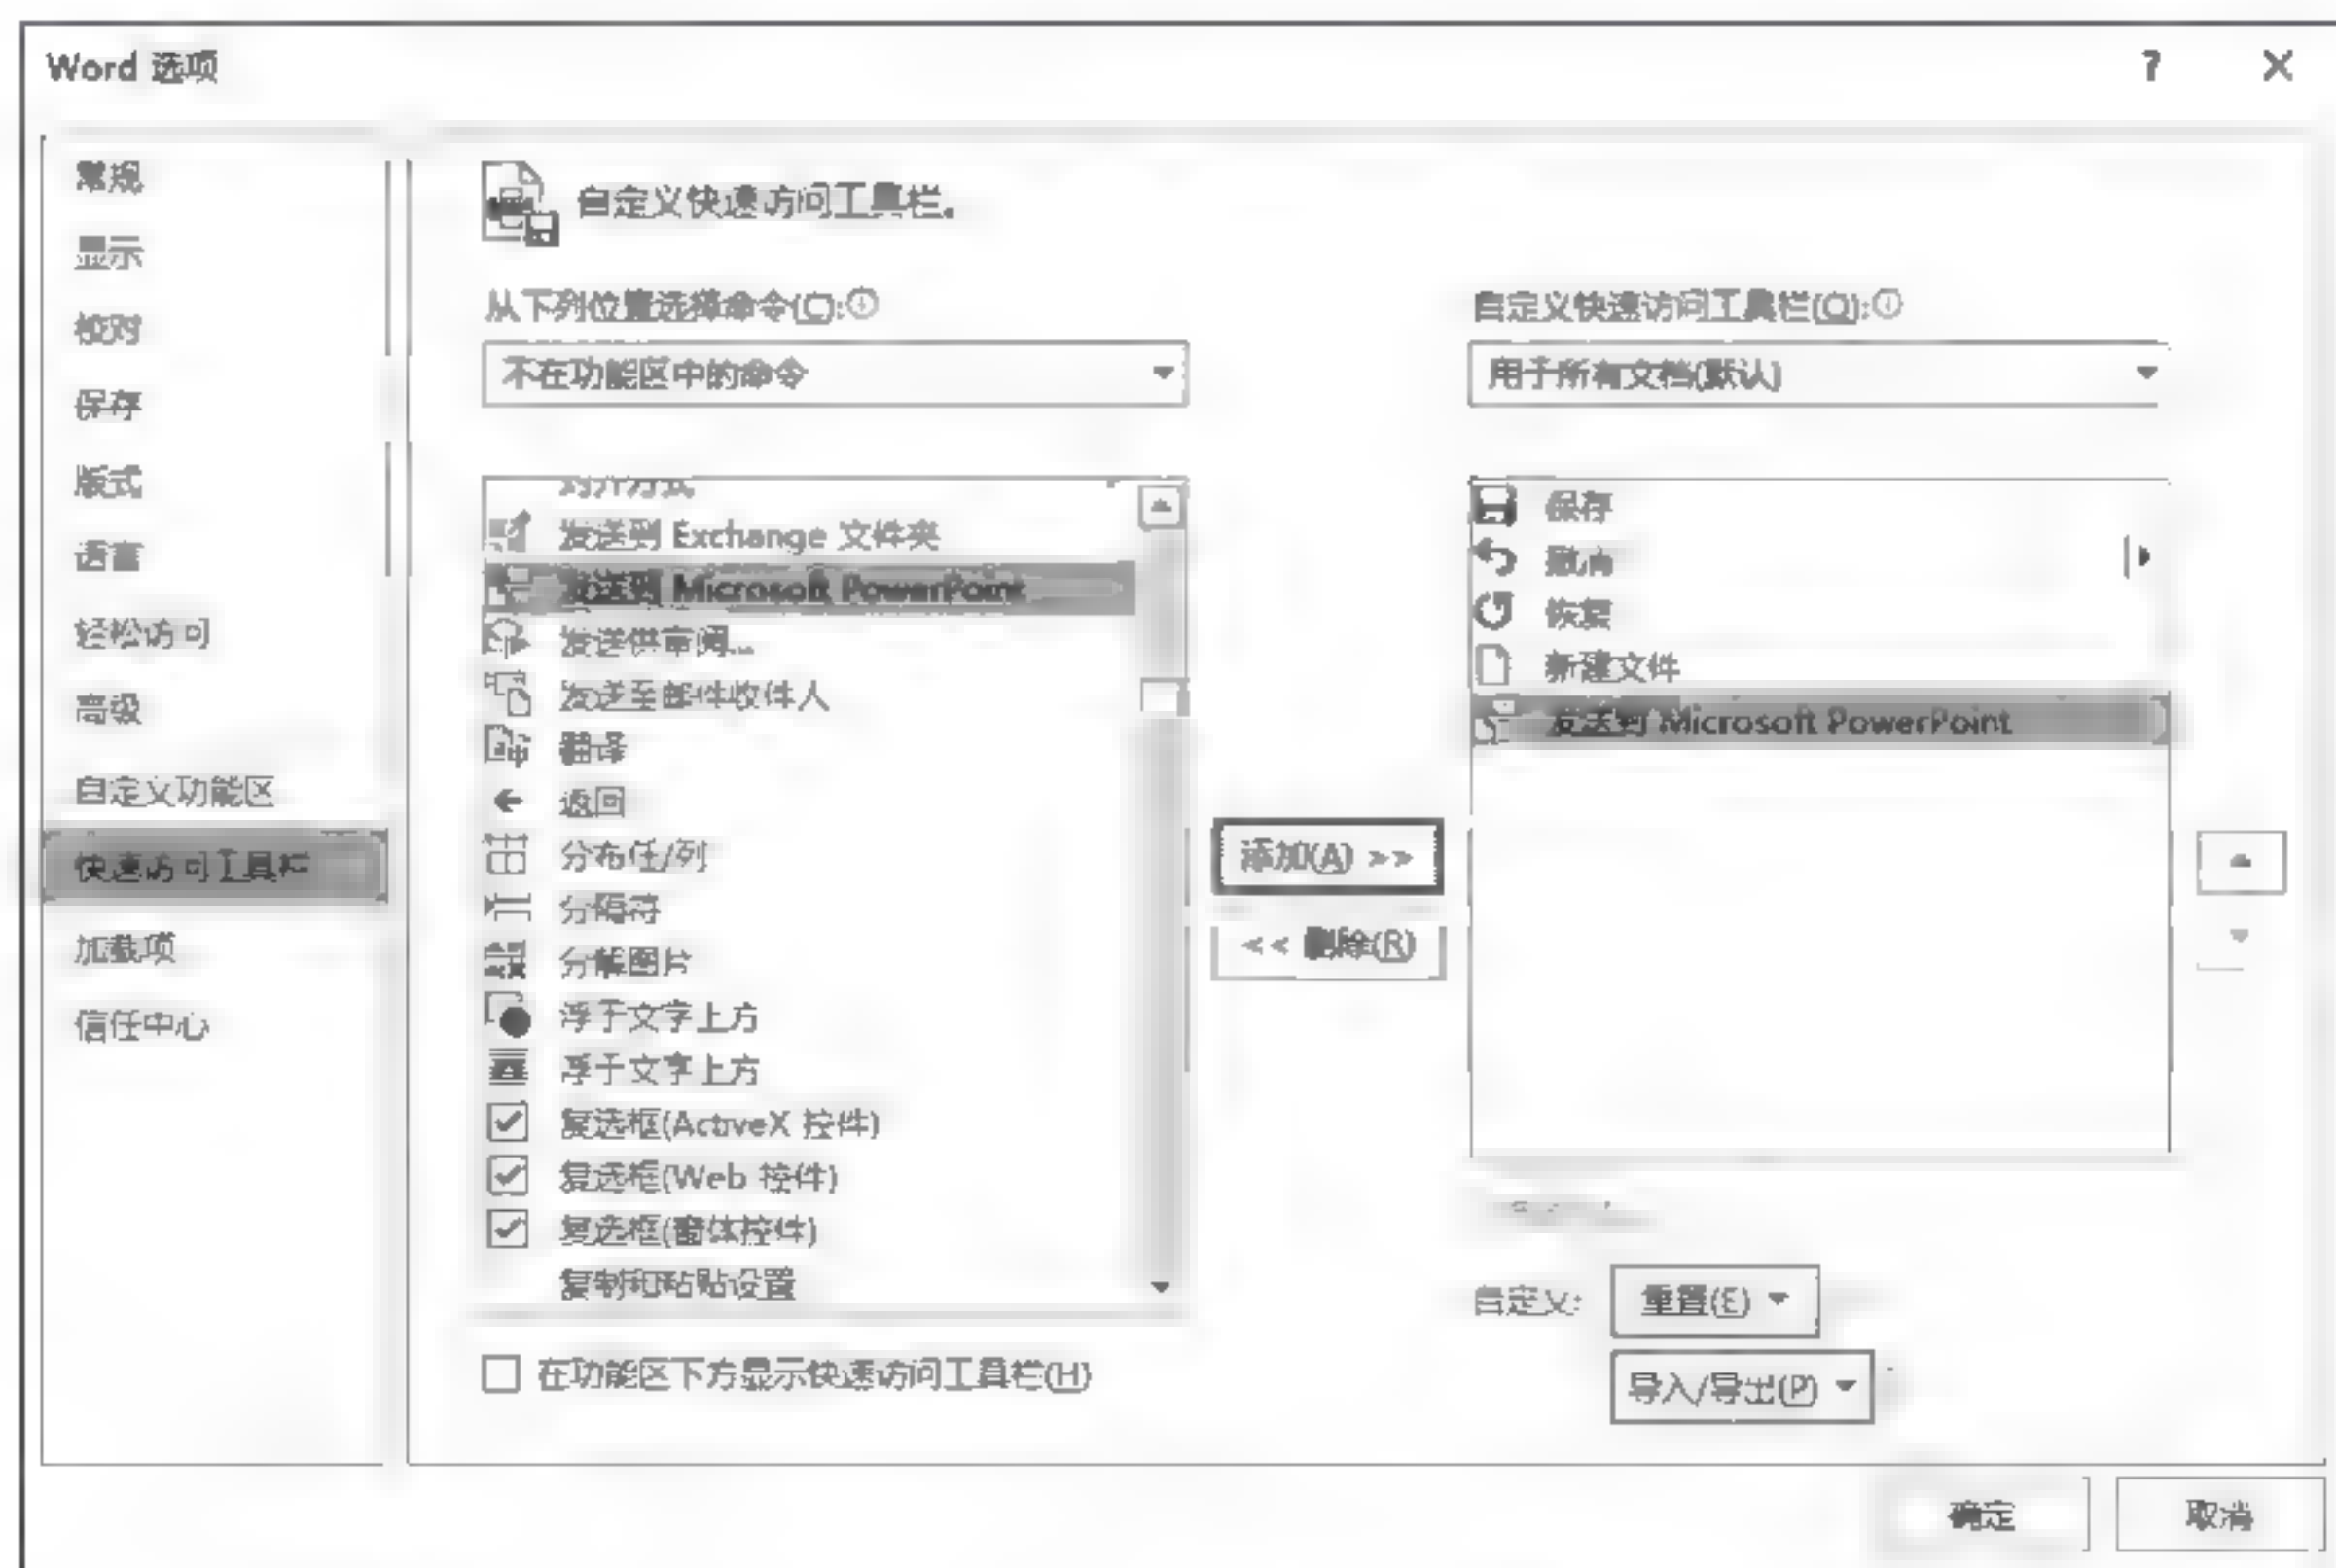 Word 选项
常规
显示
校对
保存
版式
语言
轻松访问
高级
自定义功能区
快速访问工具栏
加载项
信任中心
自定义快速访问工具栏。
从下列位置选择命令(C):
不在功能区中的命令
对齐方式
发送到 Exchange 文件夹
发送到 Microsoft PowerPoint
发送供审阅...
发送至邮件收件人
翻译
返回
分布行/列
分隔符
分解图片
浮于文字上方
浮于文字上方
复选框(ActiveX 控件)
复选框(Web 控件)
复选框(窗体控件)
复制和粘贴设置
在功能区下方显示快速访问工具栏(H)
添加(A) >>
<< 删除(R)
自定义快速访问工具栏(Q):
用于所有文档(默认)
保存
撤消
恢复
新建文件
发送到 Microsoft PowerPoint
自定义:
重置(E)
导入/导出(P)
确定
取消